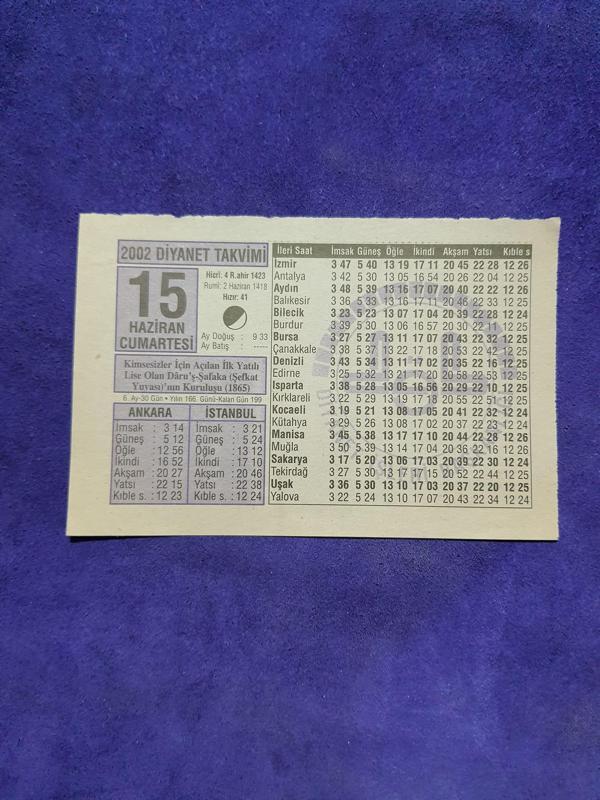 2002 DİYANET TAKVİMİ
15
HAZİRAN
CUMARTESİ
Hicrî: 4 R.ahir 1423
Rumî: 2 Haziran 1418
Hızır: 41
Ay Doğuş : 9 33
Ay Batış : -----
Kimsesizler İçin Açılan İlk Yatılı
Lise Olan Dâru'ş-Şafaka (Şefkat
Yuvası)'nın Kuruluşu (1865)
6. Ay-30 Gün • Yılın 166. Günü-Kalan Gün 199
ANKARA
İmsak : 3 14
Güneş : 5 12
Öğle : 12 56
İkindi : 16 52
Akşam : 20 27
Yatsı : 22 15
Kıble s. : 12 23
İSTANBUL
İmsak : 3 21
Güneş : 5 24
Öğle : 13 12
İkindi : 17 10
Akşam : 20 46
Yatsı : 22 38
Kıble s. : 12 24
İleri Saat İmsak Güneş Öğle İkindi Akşam Yatsı Kıble s
İzmir 3 47 5 40 13 19 17 11 20 45 22 28 12 26
Antalya 3 42 5 30 13 05 16 54 20 26 22 04 12 25
Aydın 3 48 5 39 13 16 17 07 20 40 22 22 12 26
Balıkesir 3 36 5 33 13 16 17 11 20 46 22 33 12 25
Bilecik 3 23 5 23 13 07 17 04 20 39 22 28 12 24
Burdur 3 39 5 30 13 06 16 57 20 30 22 11 12 25
Bursa 3 27 5 27 13 11 17 07 20 43 22 31 12 25
Çanakkale 3 38 5 37 13 22 17 18 20 53 22 42 12 25
Denizli 3 43 5 34 13 11 17 02 20 35 22 16 12 25
Edirne 3 25 5 32 13 21 17 20 20 58 22 53 12 25
Isparta 3 38 5 28 13 05 16 56 20 29 22 10 12 25
Kırklareli 3 22 5 29 13 19 17 18 20 56 22 51 12 25
Kocaeli 3 19 5 21 13 08 17 05 20 41 22 32 12 24
Kütahya 3 29 5 26 13 08 17 03 20 37 22 24 12 25
Manisa 3 45 5 38 13 17 17 10 20 44 22 28 12 26
Muğla 3 50 5 39 13 14 17 04 20 36 22 16 12 26
Sakarya 3 17 5 20 13 06 17 03 20 39 22 30 12 24
Tekirdağ 3 27 5 30 13 17 17 15 20 52 22 44 12 25
Uşak 3 36 5 30 13 10 17 03 20 37 22 20 12 25
Yalova 3 22 5 24 13 10 17 07 20 43 22 34 12 24